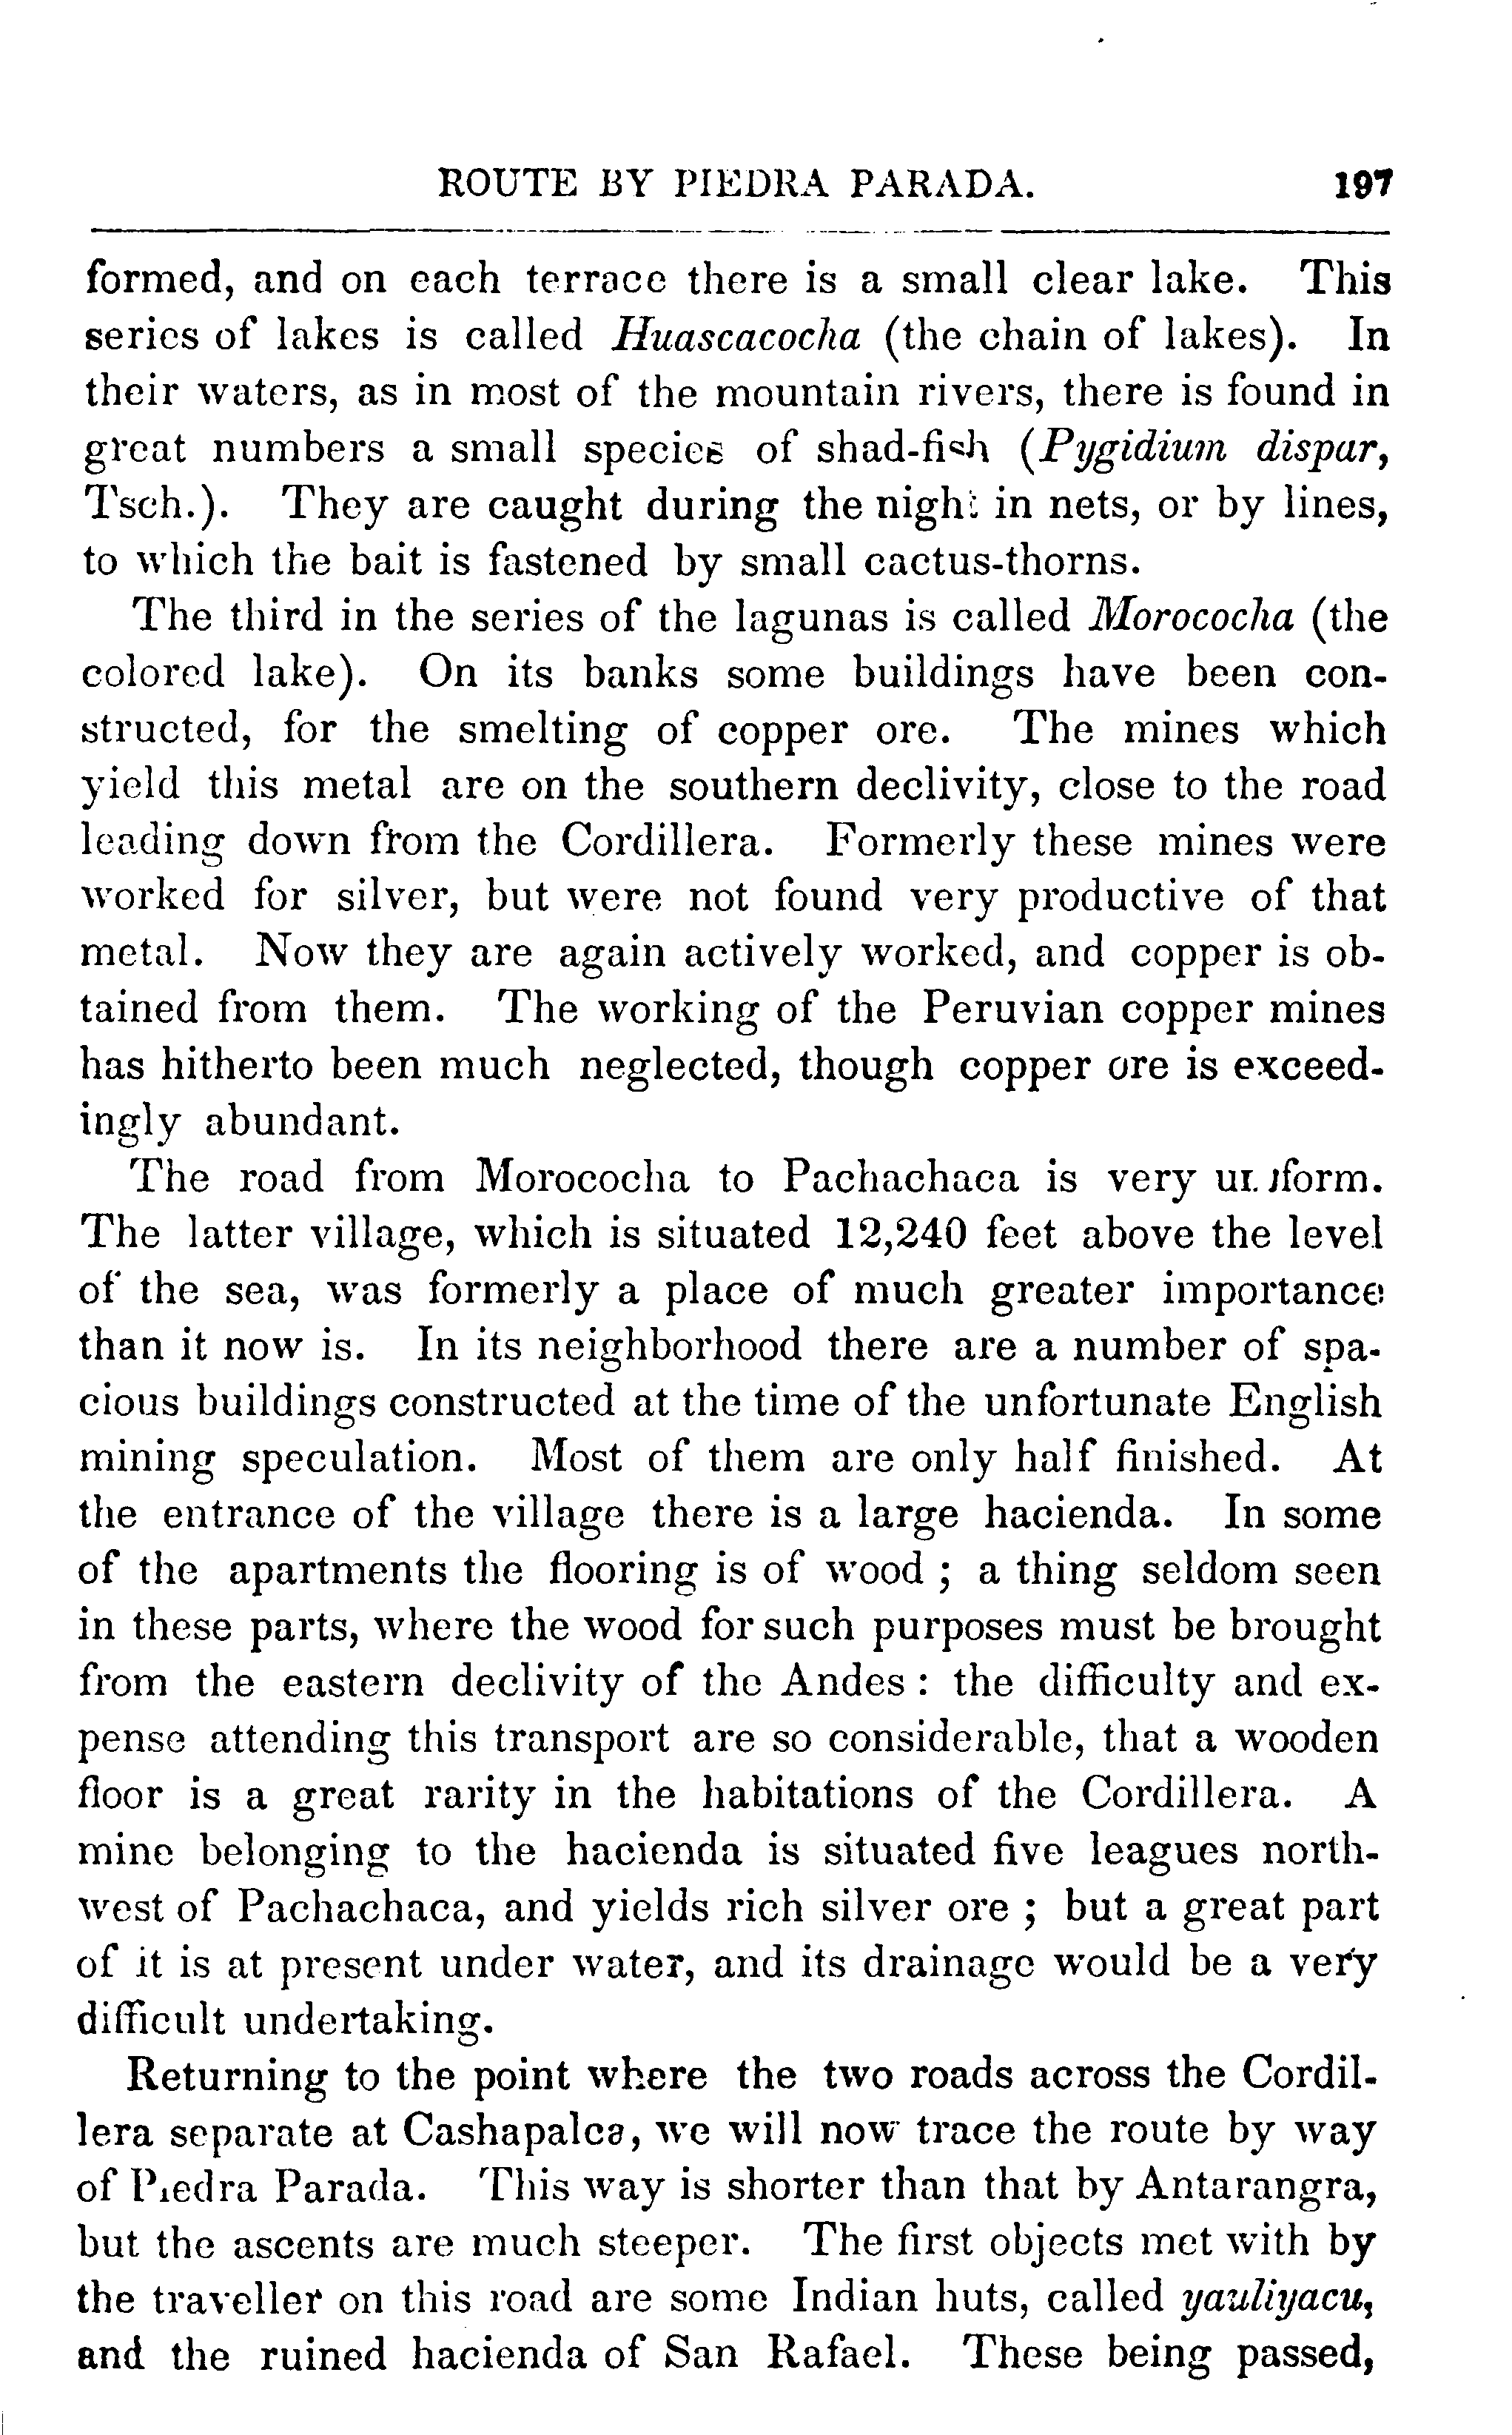 ROUTE BY PIEDRA PARADA. 197
formed, and on each terrace there is a small clear lake. This
series of lakes is called Huascacocha (the chain of lakes). In
their waters, as in most of the mountain rivers, there is found in
great numbers a small species of shad-fish (Pygidium dispar,
Tsch.). They are caught during the night in nets, or by lines,
to which the bait is fastened by small cactus-thorns.
The third in the series of the lagunas is called Morococha (the
colored lake). On its banks some buildings have been con-
structed, for the smelting of copper ore. The mines which
yield this metal are on the southern declivity, close to the road
leading down from the Cordillera. Formerly these mines were
worked for silver, but were not found very productive of that
metal. Now they are again actively worked, and copper is ob-
tained from them. The working of the Peruvian copper mines
has hitherto been much neglected, though copper ore is exceed-
ingly abundant.
The road from Morococha to Pachachaca is very uniform.
The latter village, which is situated 12,240 feet above the level
of the sea, was formerly a place of much greater importance
than it now is. In its neighborhood there are a number of spa-
cious buildings constructed at the time of the unfortunate English
mining speculation. Most of them are only half finished. At
the entrance of the village there is a large hacienda. In some
of the apartments the flooring is of wood ; a thing seldom seen
in these parts, where the wood for such purposes must be brought
from the eastern declivity of the Andes : the difficulty and ex-
pense attending this transport are so considerable, that a wooden
floor is a great rarity in the habitations of the Cordillera. A
mine belonging to the hacienda is situated five leagues north-
west of Pachachaca, and yields rich silver ore ; but a great part
of it is at present under water, and its drainage would be a very
difficult undertaking.
Returning to the point where the two roads across the Cordil-
lera separate at Cashapalca, we will now trace the route by way
of Piedra Parada. This way is shorter than that by Antarangra,
but the ascents are much steeper. The first objects met with by
the traveller on this road are some Indian huts, called yauliyacu,
and the ruined hacienda of San Rafael. These being passed,